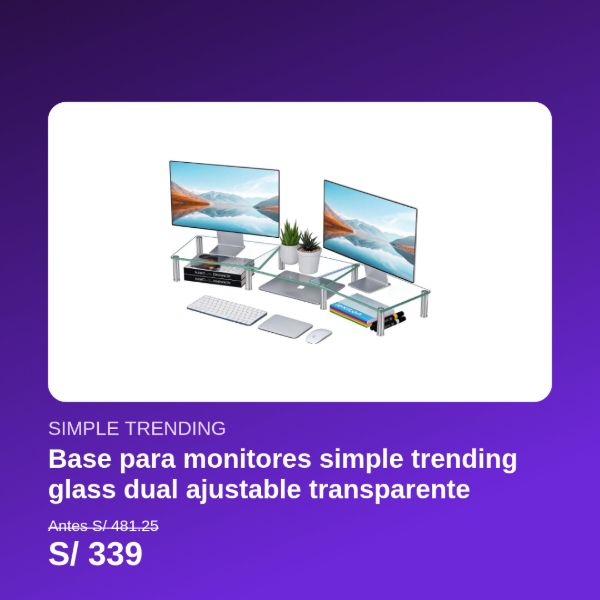 SIMPLE TRENDING
Base para monitores simple trending
glass dual ajustable transparente
Antes S/ 481.25
S/ 339